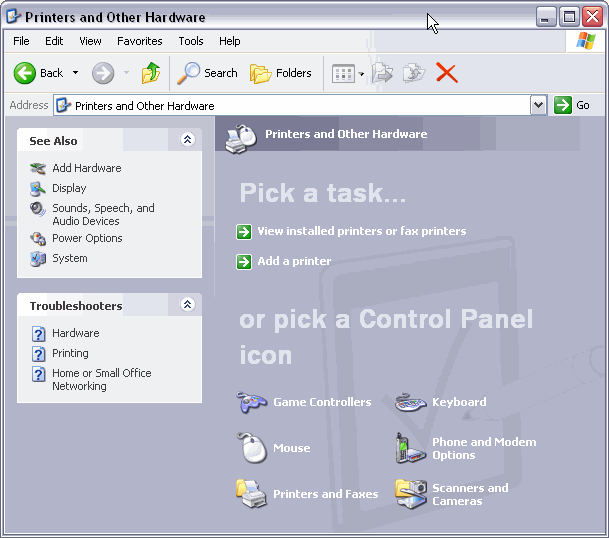 Printers and Other Hardware
File Edit View Favorites Tools Help
Back Search Folders
Address Printers and Other Hardware Go
See Also
Add Hardware
Display
Sounds, Speech, and
Audio Devices
Power Options
System
Troubleshooters
Hardware
Printing
Home or Small Office
Networking
Printers and Other Hardware
Pick a task...
View installed printers or fax printers
Add a printer
or pick a Control Panel
icon
Game Controllers
Keyboard
Mouse
Phone and Modem
Options
Printers and Faxes
Scanners and
Cameras